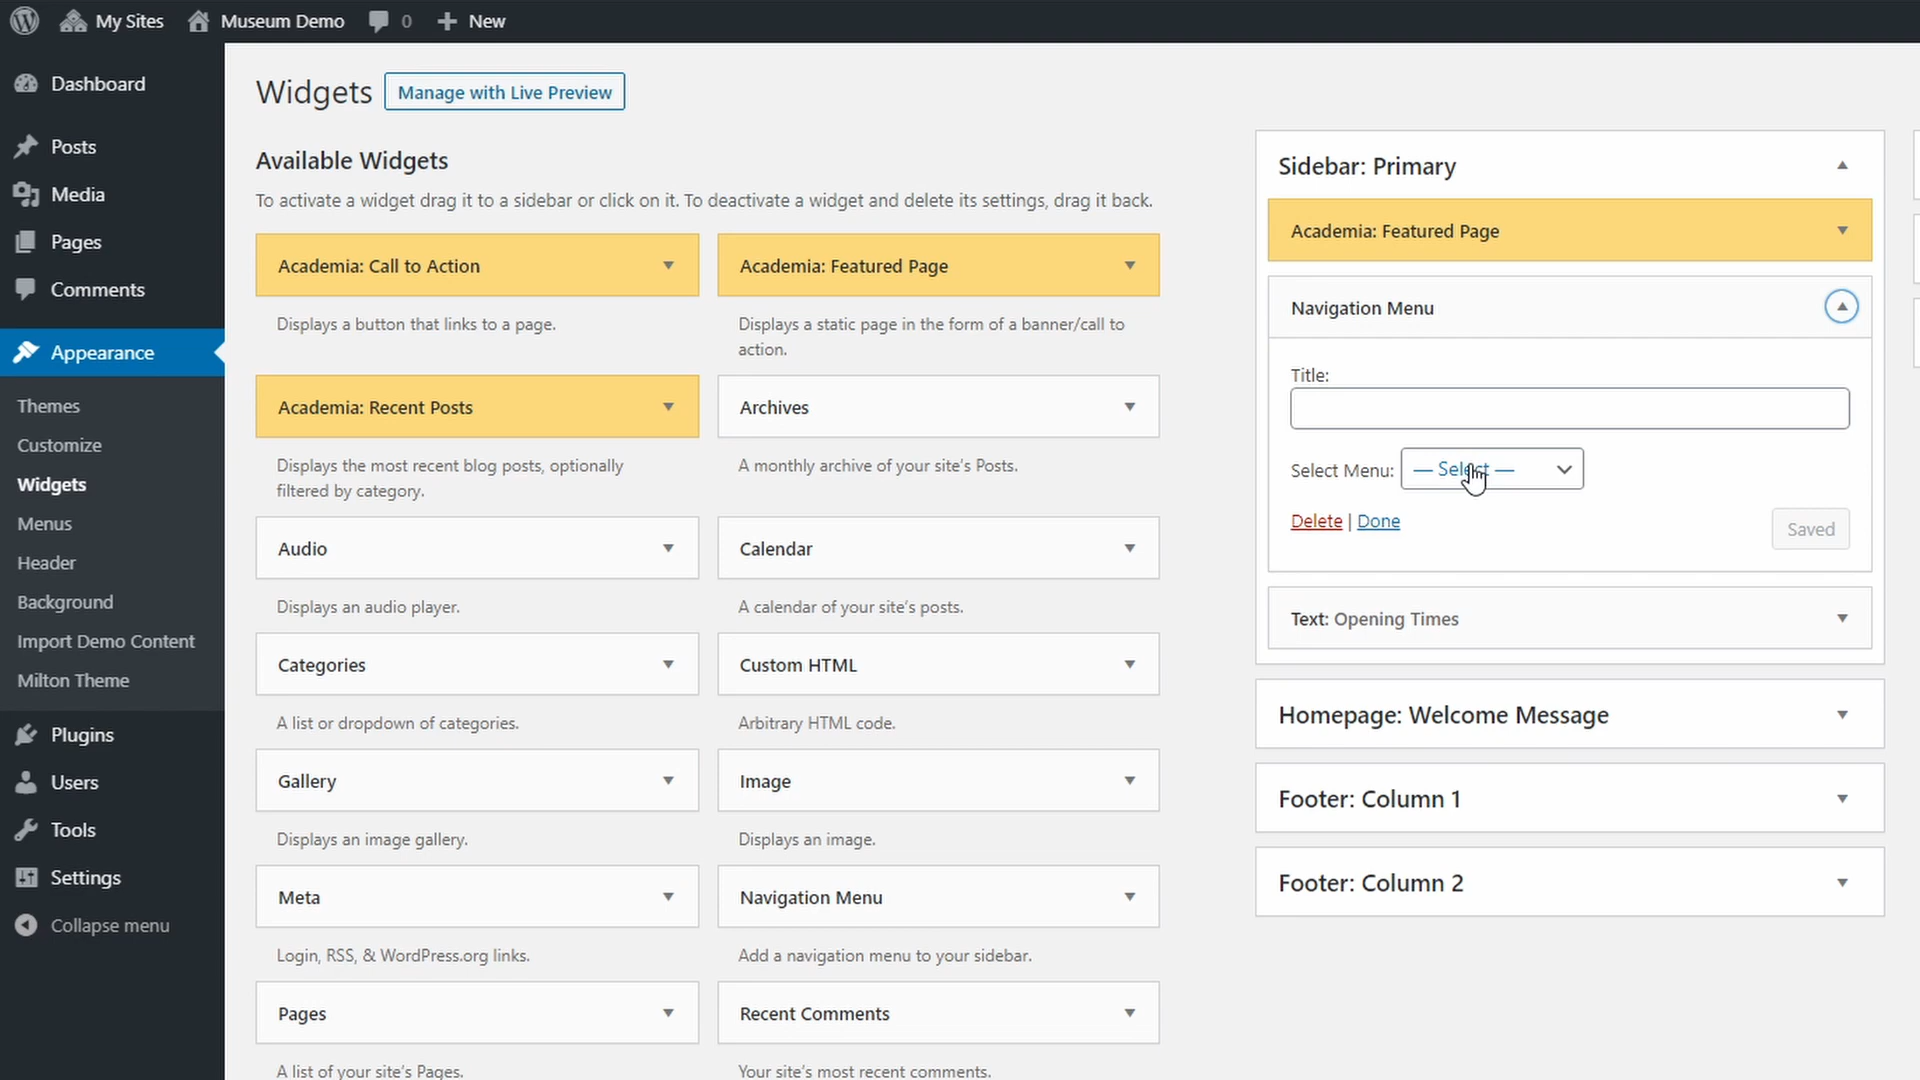 My Sites
Museum Demo
0
New
Dashboard
Posts
Media
Pages
Comments
Appearance
Themes
Customize
Widgets
Menus
Header
Background
Import Demo Content
Milton Theme
Plugins
Users
Tools
Settings
Collapse menu
Widgets
Manage with Live Preview
Available Widgets
To activate a widget drag it to a sidebar or click on it. To deactivate a widget and delete its settings, drag it back.
Academia: Call to Action
Displays a button that links to a page.
Academia: Featured Page
Displays a static page in the form of a banner/call to
action.
Academia: Recent Posts
Displays the most recent blog posts, optionally
filtered by category.
Archives
A monthly archive of your site's Posts.
Audio
Displays an audio player.
Calendar
A calendar of your site's posts.
Categories
A list or dropdown of categories.
Custom HTML
Arbitrary HTML code.
Gallery
Displays an image gallery.
Image
Displays an image.
Meta
Login, RSS, & WordPress.org links.
Navigation Menu
Add a navigation menu to your sidebar.
Pages
A list of your site's Pages.
Recent Comments
Your site's most recent comments.
Sidebar: Primary
Academia: Featured Page
Navigation Menu
Title:
Select Menu: — Select —
Delete | Done
Saved
Text: Opening Times
Homepage: Welcome Message
Footer: Column 1
Footer: Column 2